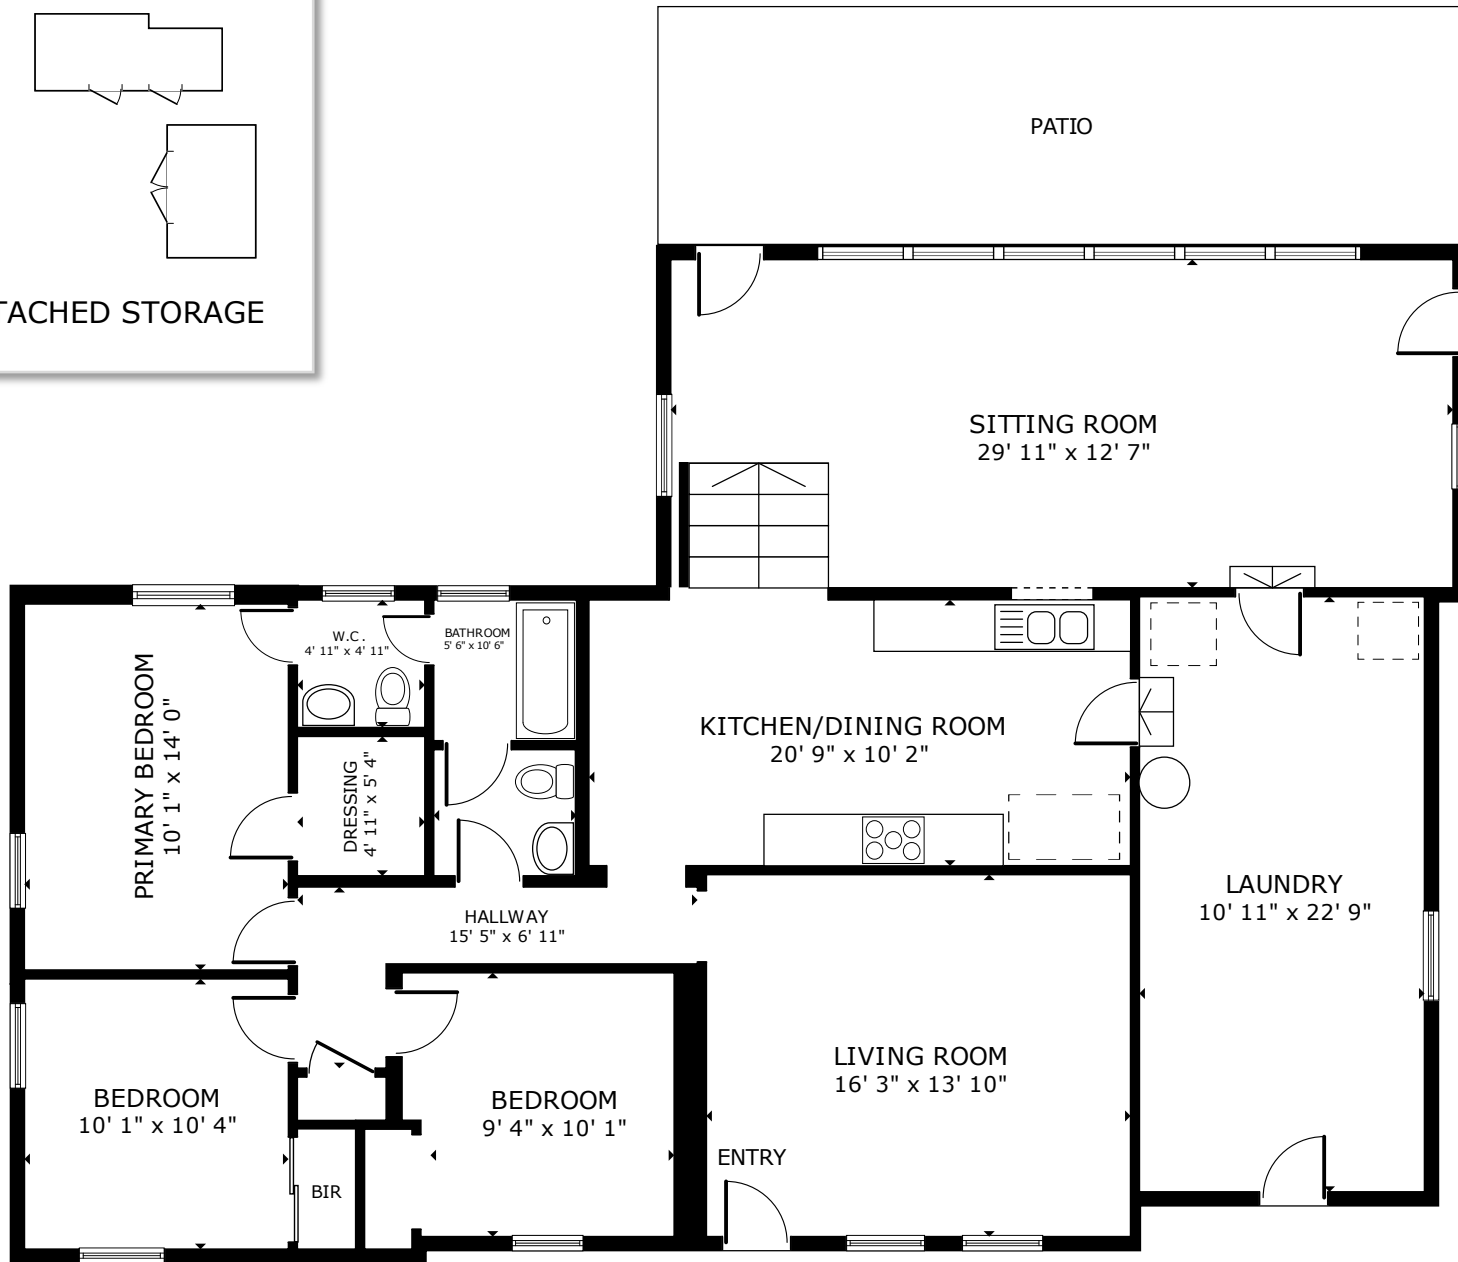 PATIO
TACHED STORAGE
SITTING ROOM
29' 11" x 12' 7"
W.C.
4' 11" x 4' 11"
BATHROOM
5' 6" x 10' 6"
PRIMARY BEDROOM
10' 1" x 14' 0"
DRESSING
4' 11" x 5' 4"
KITCHEN/DINING ROOM
20' 9" x 10' 2"
LAUNDRY
10' 11" x 22' 9"
HALLWAY
15' 5" x 6' 11"
LIVING ROOM
16' 3" x 13' 10"
BEDROOM
10' 1" x 10' 4"
BEDROOM
9' 4" x 10' 1"
ENTRY
BIR